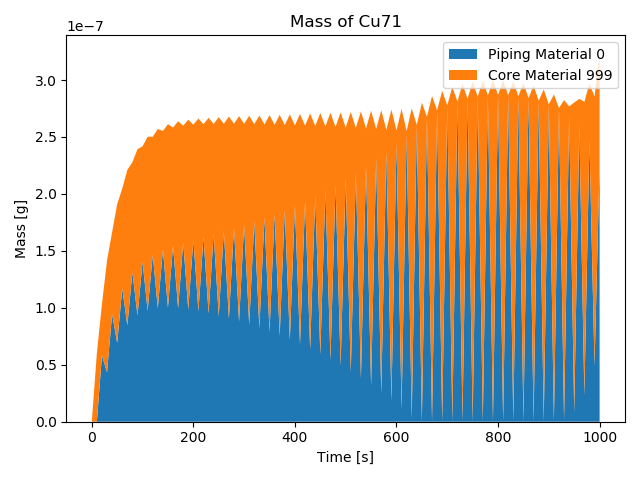 Mass of Cu71
1e−7
Piping Material 0
Core Material 999
3.0
2.5
2.0
1.5
1.0
0.5
0.0
Mass [g]
0
200
400
600
800
1000
Time [s]